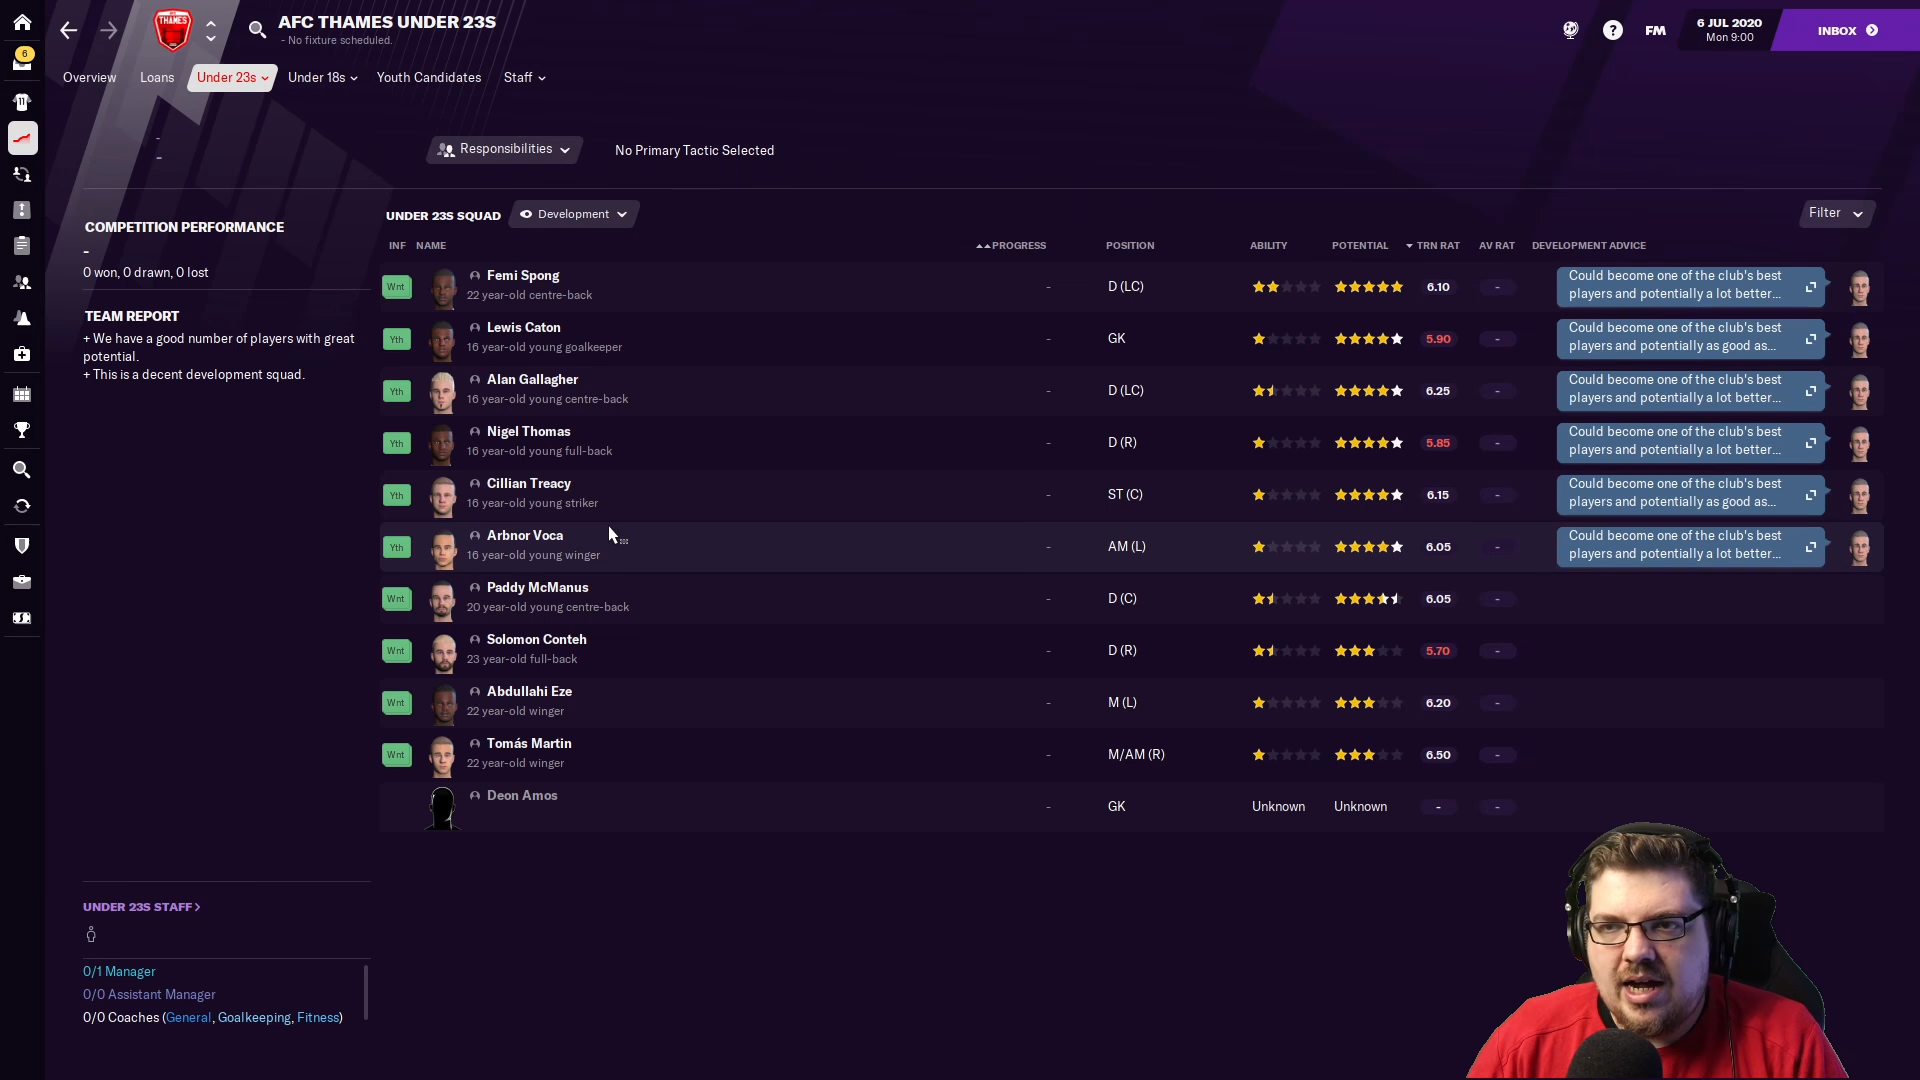 AFC THAMES UNDER 23S
- No fixture scheduled.
FM
6 JUL 2020
Mon 9:00
INBOX
6
THAMES
Overview
Loans
Under 23s
Under 18s
Youth Candidates
Staff
-
-
Responsibilities
No Primary Tactic Selected
COMPETITION PERFORMANCE
-
0 won, 0 drawn, 0 lost
TEAM REPORT
+ We have a good number of players with great
potential.
+ This is a decent development squad.
UNDER 23S SQUAD
Development
Filter
INF NAME PROGRESS POSITION ABILITY POTENTIAL TRN RAT AV RAT DEVELOPMENT ADVICE
Wnt Femi Spong - D (LC) 6.10 - Could become one of the club's best
22 year-old centre-back players and potentially a lot better...
Yth Lewis Caton - GK 5.90 - Could become one of the club's best
16 year-old young goalkeeper players and potentially as good as...
Yth Alan Gallagher - D (LC) 6.25 - Could become one of the club's best
16 year-old young centre-back players and potentially a lot better...
Yth Nigel Thomas - D (R) 5.85 - Could become one of the club's best
16 year-old young full-back players and potentially a lot better...
Yth Cillian Treacy - ST (C) 6.15 - Could become one of the club's best
16 year-old young striker players and potentially as good as...
Yth Arbnor Voca - AM (L) 6.05 - Could become one of the club's best
16 year-old young winger players and potentially a lot better...
Wnt Paddy McManus - D (C) 6.05 -
20 year-old young centre-back
Wnt Solomon Conteh - D (R) 5.70 -
23 year-old full-back
Wnt Abdullahi Eze - M (L) 6.20 -
22 year-old winger
Wnt Tomás Martin - M/AM (R) 6.50 -
22 year-old winger
Deon Amos - GK Unknown Unknown - -
UNDER 23S STAFF
0/1 Manager
0/0 Assistant Manager
0/0 Coaches (General, Goalkeeping, Fitness)